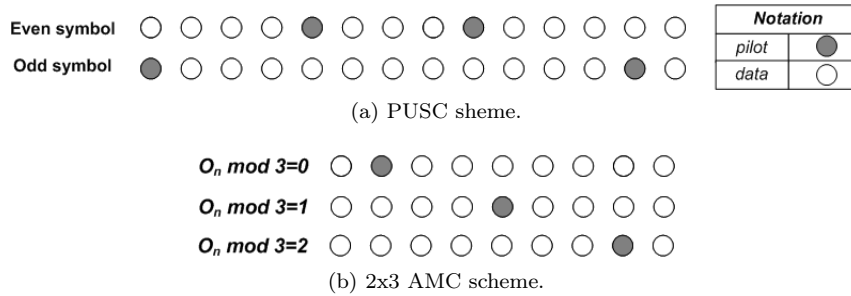 Even symbol
Odd symbol
Notation
pilot
data
(a) PUSC sheme.
Oₙ mod 3=0
Oₙ mod 3=1
Oₙ mod 3=2
(b) 2x3 AMC scheme.